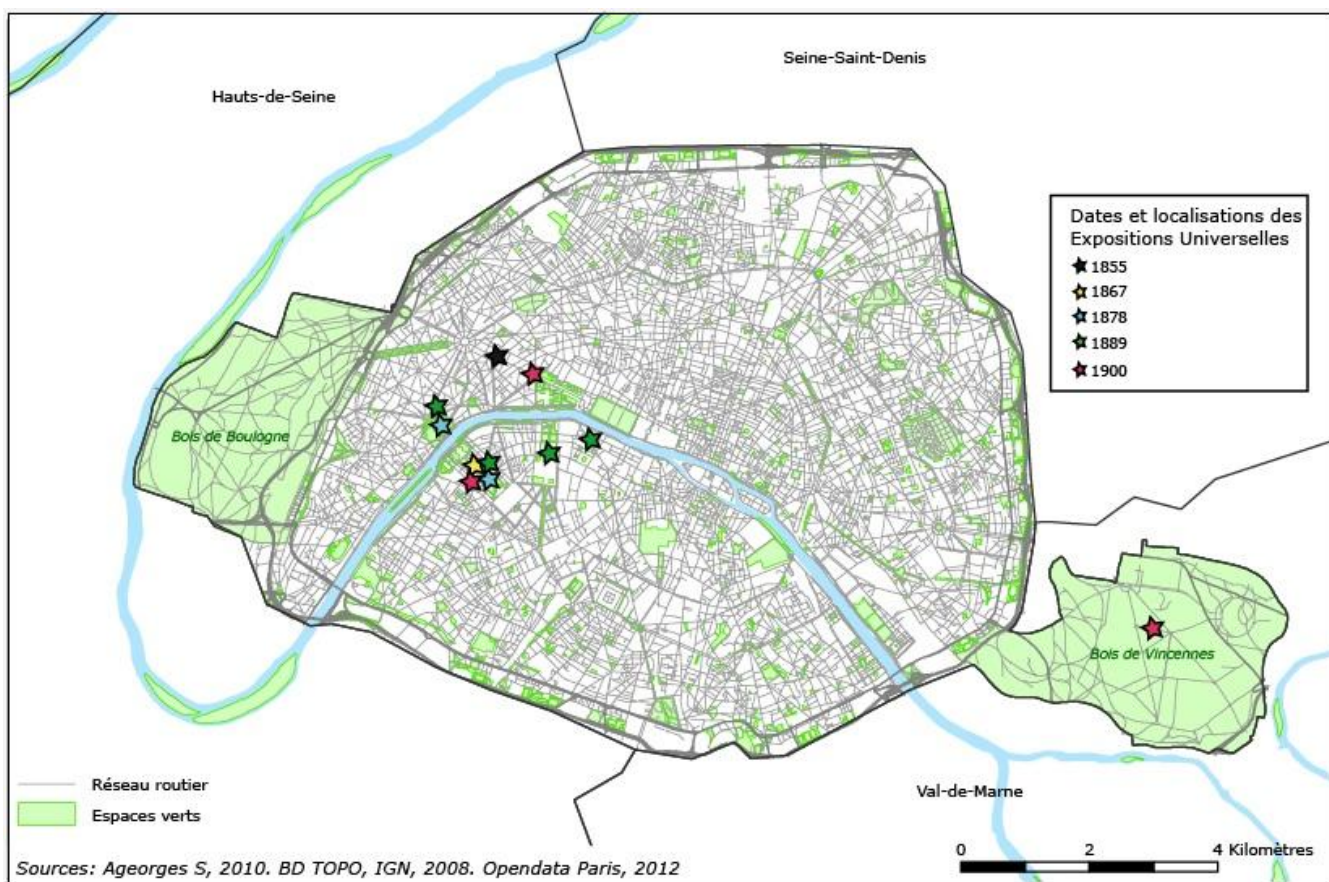 Seine-Saint-Denis
Hauts-de-Seine
Dates et localisations des
Expositions Universelles
1855
1867
1878
1889
1900
Bois de Boulogne
Bois de Vincennes
Réseau routier
Espaces verts
Val-de-Marne
0 2 4 Kilomètres
Sources: Ageorges S, 2010. BD TOPO, IGN, 2008. Opendata Paris, 2012